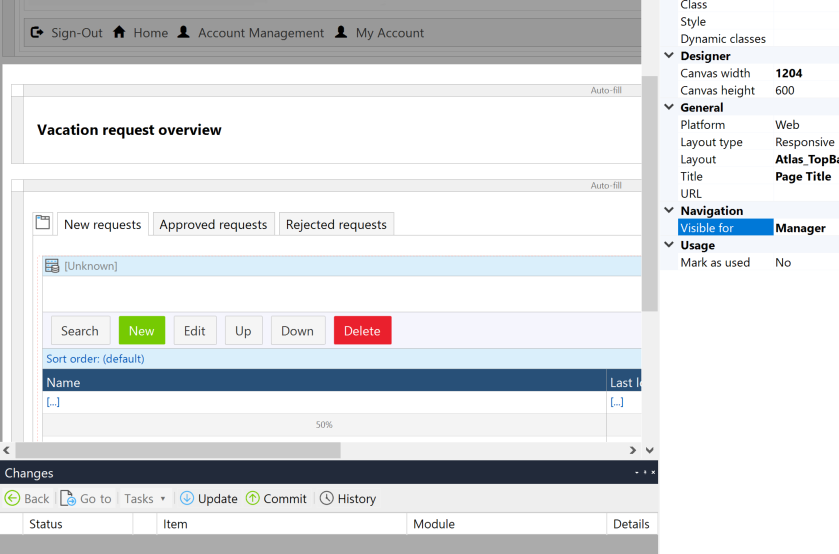 Sign-Out Home Account Management My Account
Auto-fill
Vacation request overview
Auto-fill
New requests Approved requests Rejected requests
[Unknown]
Search New Edit Up Down Delete
Sort order: (default)
Name Last l
[...] [...]
50%
Changes
Back Go to Tasks Update Commit History
Status Item Module Details
Class
Style
Dynamic classes
Designer
Canvas width 1204
Canvas height 600
General
Platform Web
Layout type Responsive
Layout Atlas_TopBa
Title Page Title
URL
Navigation
Visible for Manager
Usage
Mark as used No